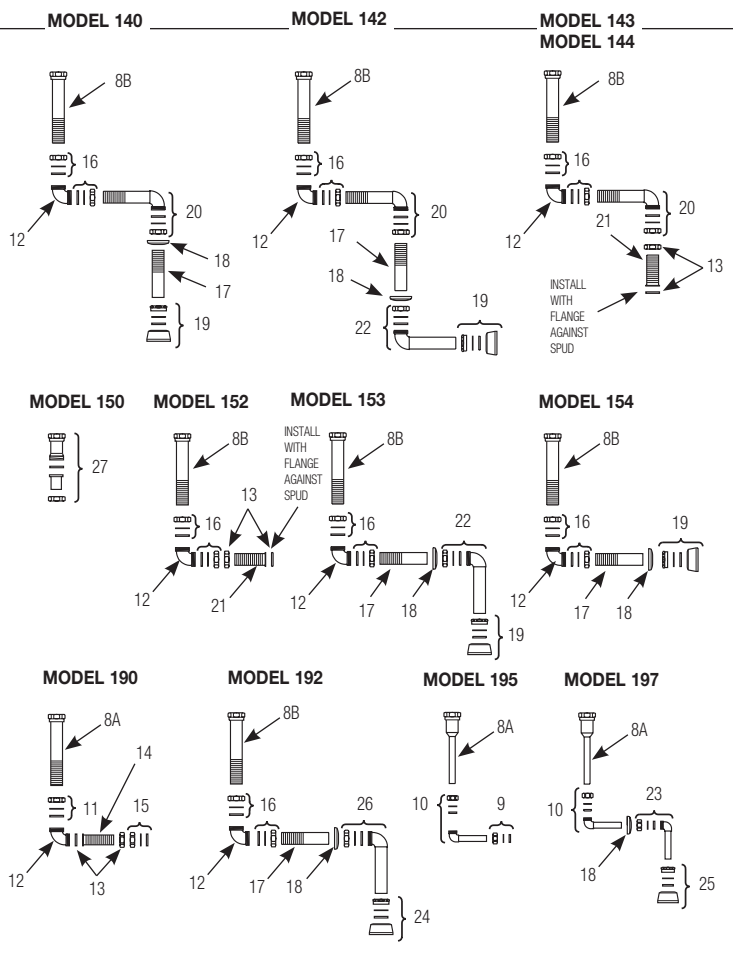 MODEL 140
8B
16
12
20
18
17
19
MODEL 142
8B
16
12
20
17
18
19
22
MODEL 143
MODEL 144
8B
16
12
20
21
13
INSTALL
WITH
FLANGE
AGAINST
SPUD
MODEL 150
27
MODEL 152
8B
16
13
12
21
INSTALL
WITH
FLANGE
AGAINST
SPUD
MODEL 153
8B
16
22
12
17
18
19
MODEL 154
8B
16
19
12
17
18
MODEL 190
8A
14
11
15
12
13
MODEL 192
8B
16
26
12
17
18
24
MODEL 195
8A
10
9
MODEL 197
8A
10
23
18
25